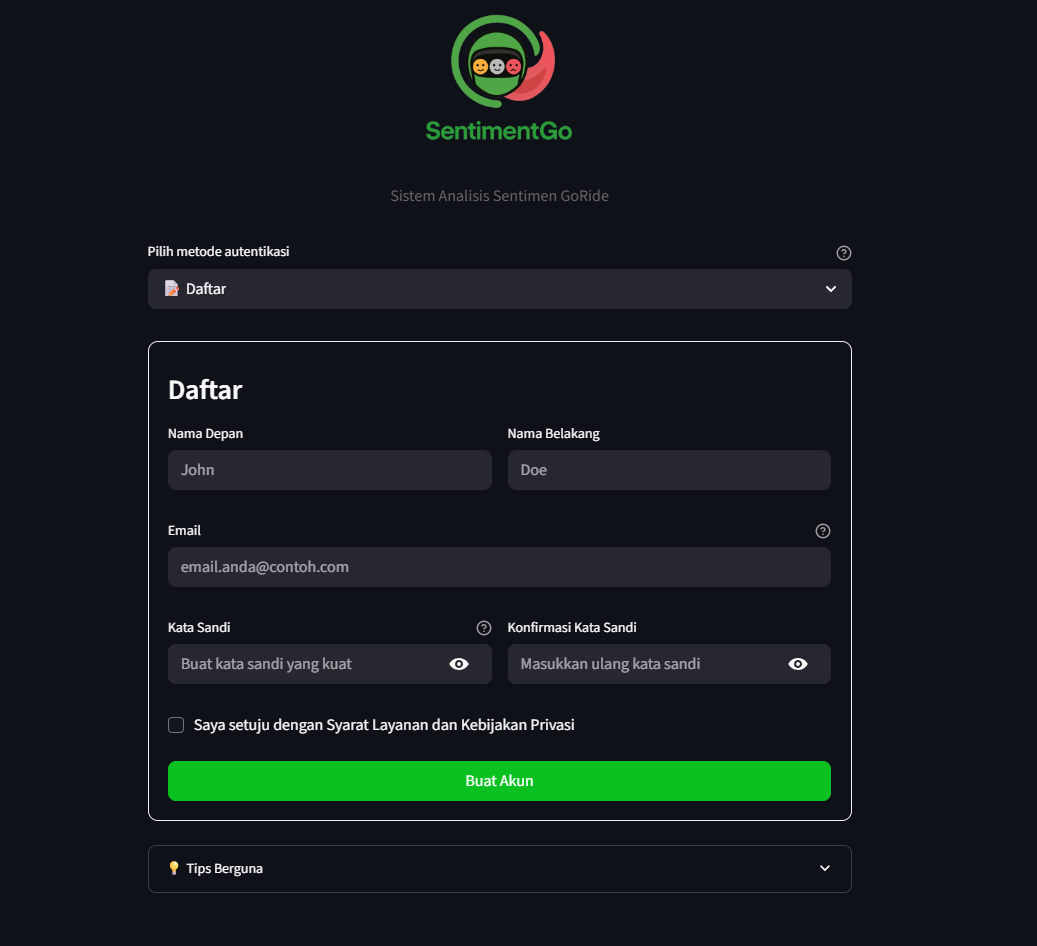 SentimentGo
Sistem Analisis Sentimen GoRide
Pilih metode autentikasi
Daftar
Daftar
Nama Depan
Nama Belakang
John
Doe
Email
email.anda@contoh.com
Kata Sandi
Konfirmasi Kata Sandi
Buat kata sandi yang kuat
Masukkan ulang kata sandi
Saya setuju dengan Syarat Layanan dan Kebijakan Privasi
Buat Akun
Tips Berguna